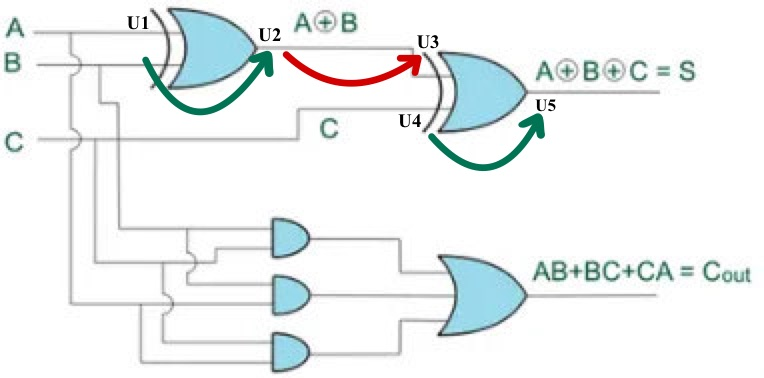 A
B
C
U1
U2
A⊕B
U3
U4
C
A⊕B⊕C = S
U5
AB+BC+CA = Cout